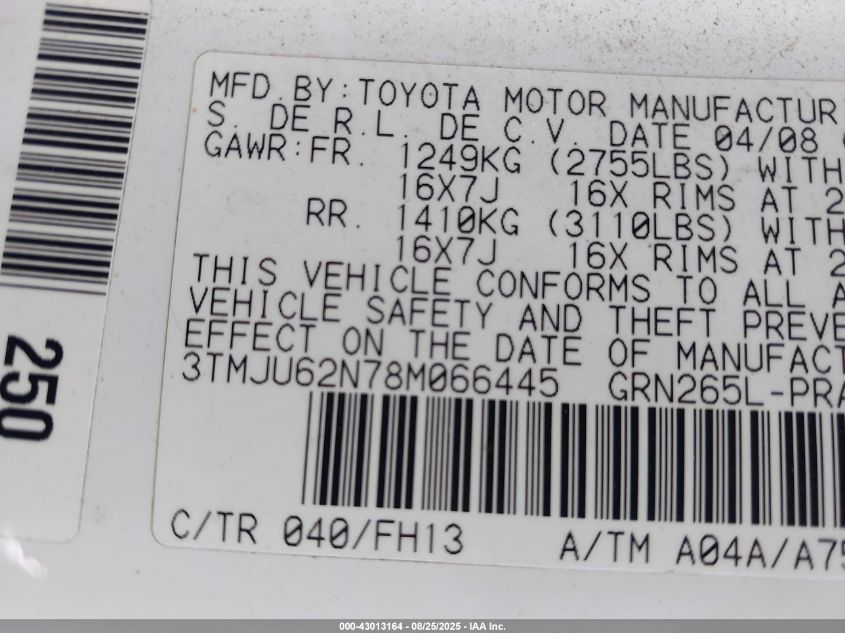 MFD. BY: TOYOTA MOTOR MANUFACTUR
S. DE R.L. DE C.V. DATE 04/08
GAWR: FR. 1249KG (2755LBS) WITH
16X7J 16X RIMS AT 2
RR. 1410KG (3110LBS) WITH
16X7J 16X RIMS AT 2
THIS VEHICLE CONFORMS TO ALL A
VEHICLE SAFETY AND THEFT PREVE
EFFECT ON THE DATE OF MANUFACT
3TMJU62N78M066445 GRN265L-PRA
C/TR 040/FH13 A/TM A04A/A75
250
000-43013164 - 08/25/2025 - IAA Inc.